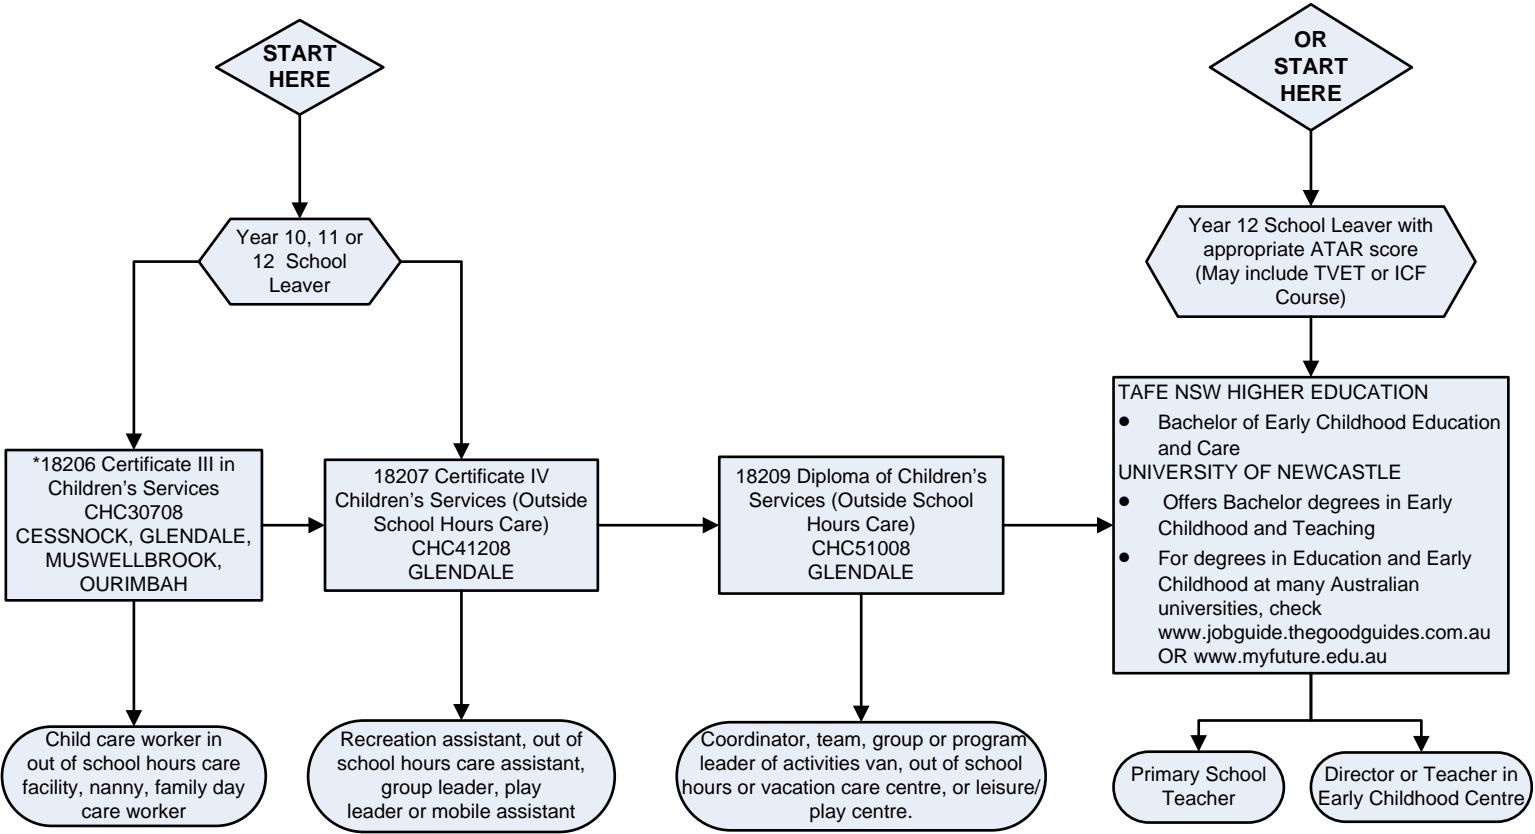 START
HERE
OR
START
HERE
Year 10, 11 or
12 School
Leaver
Year 12 School Leaver with
appropriate ATAR score
(May include TVET or ICF
Course)
*18206 Certificate III in
Children's Services
CHC30708
CESSNOCK, GLENDALE,
MUSWELLBROOK,
OURIMBAH
18207 Certificate IV
Children's Services (Outside
School Hours Care)
CHC41208
GLENDALE
18209 Diploma of Children's
Services (Outside School
Hours Care)
CHC51008
GLENDALE
TAFE NSW HIGHER EDUCATION
● Bachelor of Early Childhood Education
and Care
UNIVERSITY OF NEWCASTLE
● Offers Bachelor degrees in Early
Childhood and Teaching
● For degrees in Education and Early
Childhood at many Australian
universities, check
www.jobguide.thegoodguides.com.au
OR www.myfuture.edu.au
Child care worker in
out of school hours care
facility, nanny, family day
care worker
Recreation assistant, out of
school hours care assistant,
group leader, play
leader or mobile assistant
Coordinator, team, group or program
leader of activities van, out of school
hours or vacation care centre, or leisure/
play centre.
Primary School
Teacher
Director or Teacher in
Early Childhood Centre